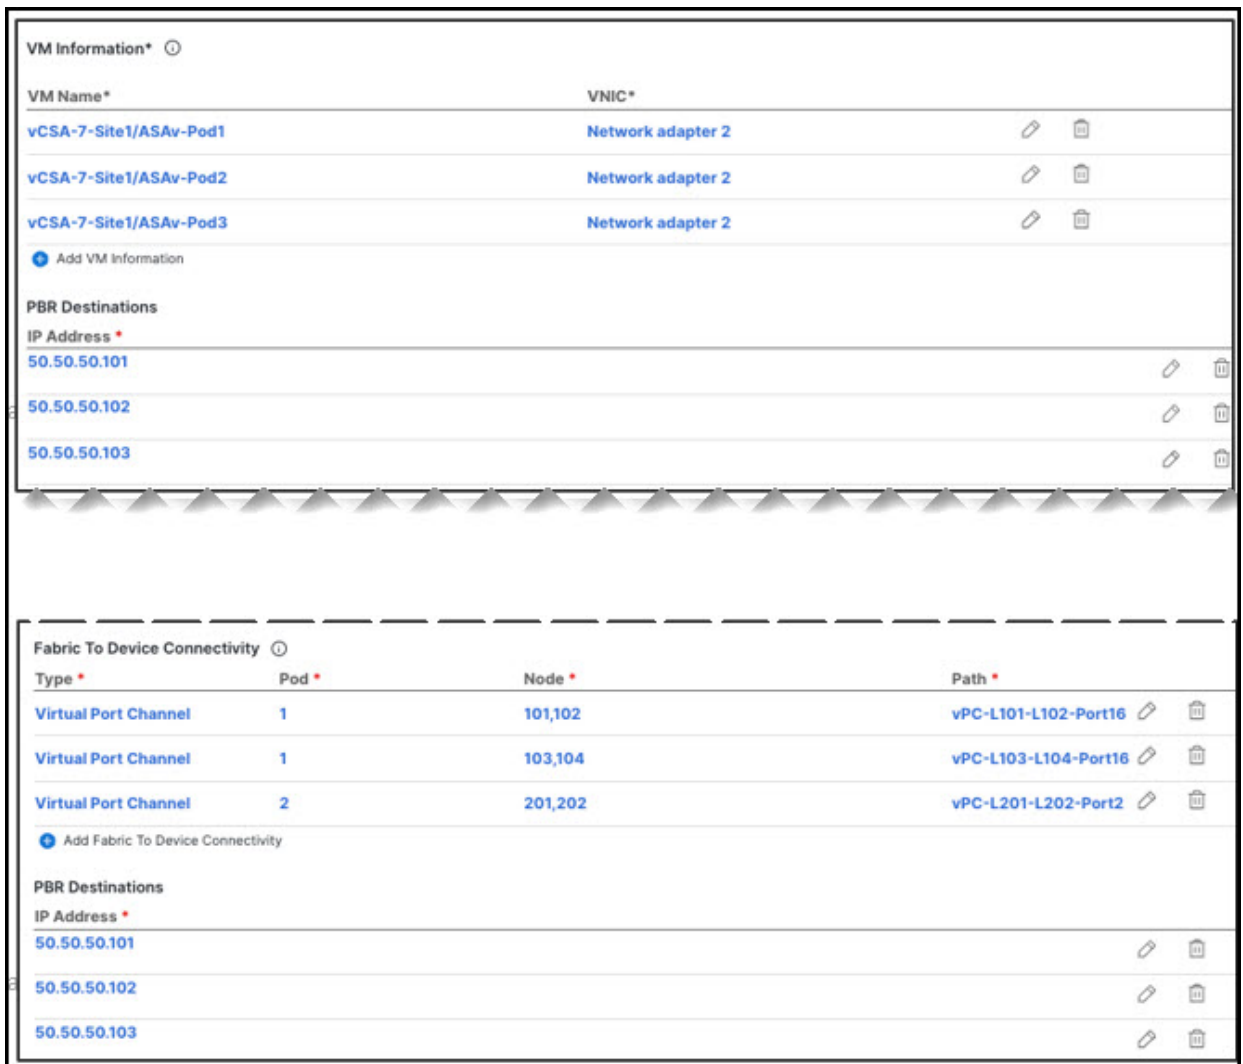 VM Information*
VM Name* VNIC*
vCSA-7-Site1/ASAv-Pod1 Network adapter 2
vCSA-7-Site1/ASAv-Pod2 Network adapter 2
vCSA-7-Site1/ASAv-Pod3 Network adapter 2
Add VM Information
PBR Destinations
IP Address *
50.50.50.101
50.50.50.102
50.50.50.103
Fabric To Device Connectivity
Type * Pod * Node * Path *
Virtual Port Channel 1 101,102 vPC-L101-L102-Port16
Virtual Port Channel 1 103,104 vPC-L103-L104-Port16
Virtual Port Channel 2 201,202 vPC-L201-L202-Port2
Add Fabric To Device Connectivity
PBR Destinations
IP Address *
50.50.50.101
50.50.50.102
50.50.50.103